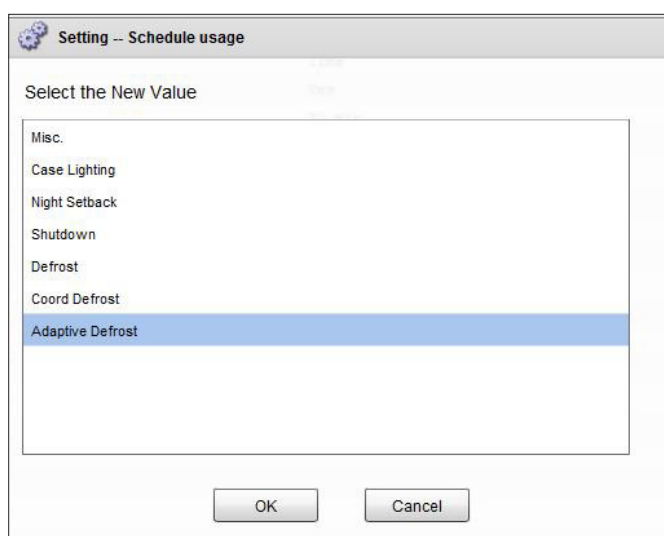 Setting -- Schedule usage
Select the New Value
Misc.
Case Lighting
Night Setback
Shutdown
Defrost
Coord Defrost
Adaptive Defrost
OK Cancel